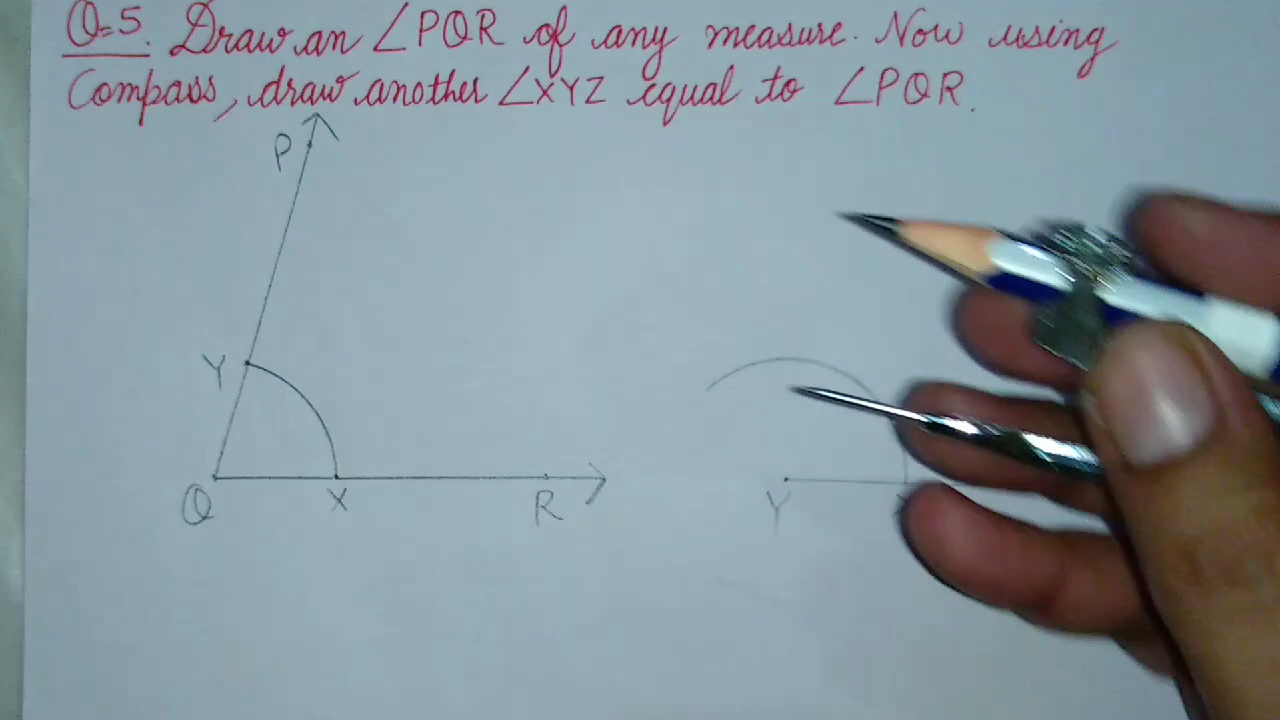 Q=5. Draw an ∠PQR of any measure. Now using
Compass, draw another ∠XYZ equal to ∠PQR.
P
Y
Q X R
Y